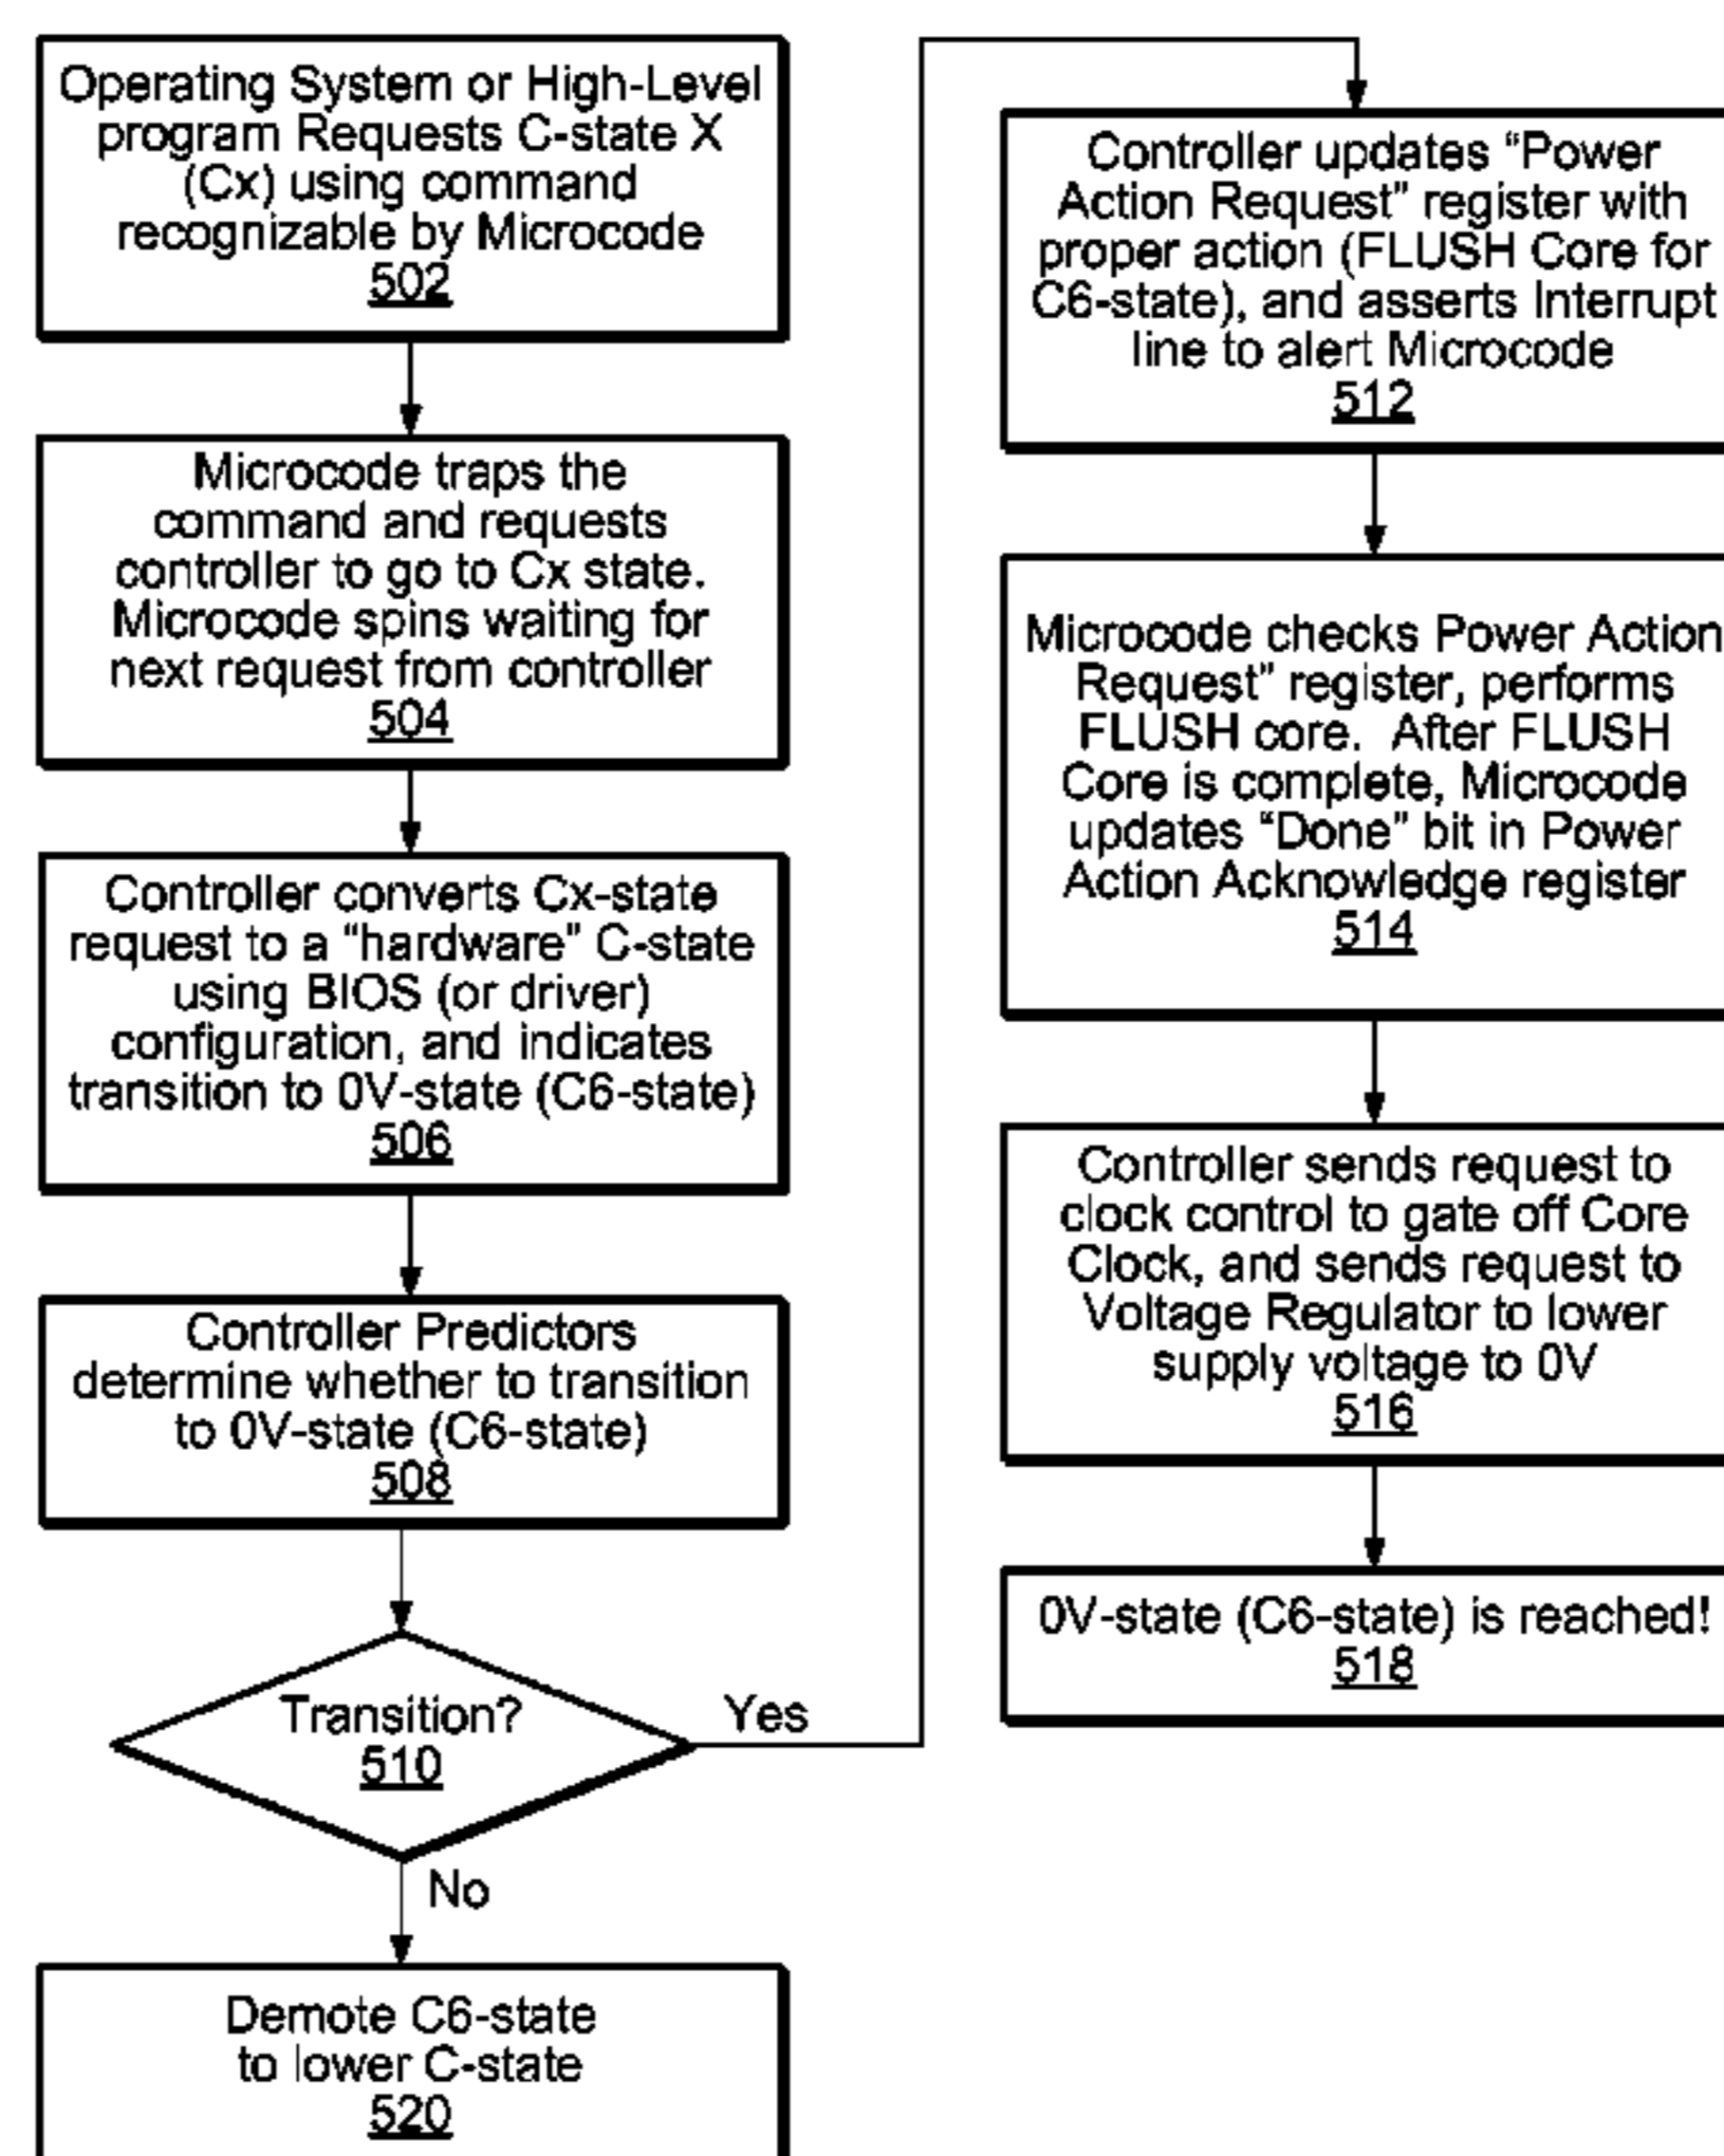 Operating System or High-Level
program Requests C-state X
(Cx) using command
recognizable by Microcode
502
Microcode traps the
command and requests
controller to go to Cx state.
Microcode spins waiting for
next request from controller
504
Controller converts Cx-state
request to a "hardware" C-state
using BIOS (or driver)
configuration, and indicates
transition to 0V-state (C6-state)
506
Controller Predictors
determine whether to transition
to 0V-state (C6-state)
508
Transition?
510
Yes
No
Demote C6-state
to lower C-state
520
Controller updates “Power
Action Request” register with
proper action (FLUSH Core for
C6-state), and asserts Interrupt
line to alert Microcode
512
Microcode checks Power Action
Request” register, performs
FLUSH core. After FLUSH
Core is complete, Microcode
updates “Done” bit in Power
Action Acknowledge register
514
Controller sends request to
clock control to gate off Core
Clock, and sends request to
Voltage Regulator to lower
supply voltage to 0V
516
0V-state (C6-state) is reached!
518